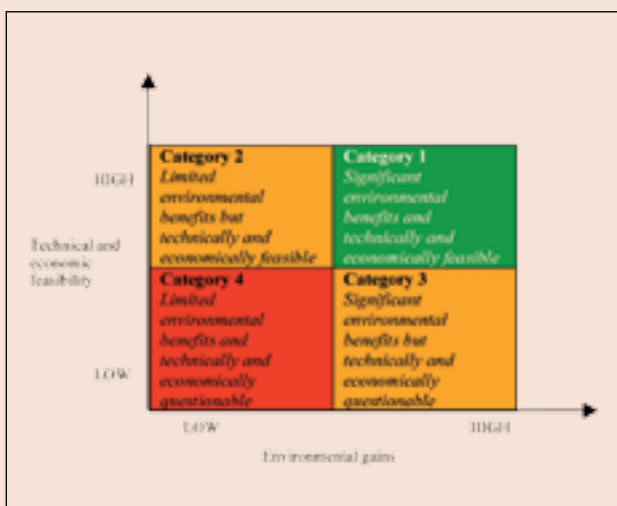 HIGH
Technical and
economic
feasibility
LOW
Category 2
Limited
environmental
benefits but
technically and
economically feasible
Category 1
Significant
environmental
benefits and
technically and
economically feasible
Category 4
Limited
environmental
benefits and
technically and
economically
questionable
Category 3
Significant
environmental
benefits but
technically and
economically
questionable
LOW
HIGH
Environmental gains